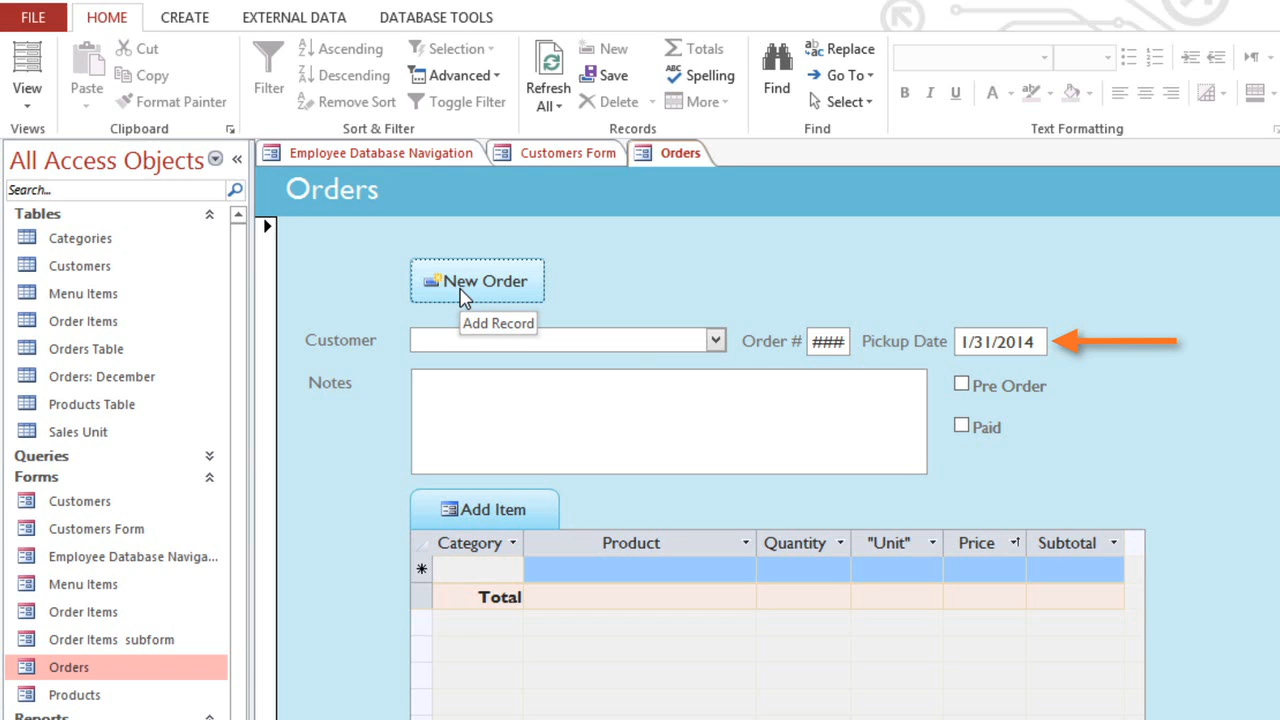 FILE HOME CREATE EXTERNAL DATA DATABASE TOOLS
View
Views
Paste
Cut
Copy
Format Painter
Clipboard
Filter
Ascending
Descending
Remove Sort
Selection
Advanced
Toggle Filter
Sort & Filter
Refresh
All
New
Save
Delete
Totals
Spelling
More
Records
Find
Replace
Go To
Select
Find
B I U A
Text Formatting
All Access Objects
Search...
Tables
Categories
Customers
Menu Items
Order Items
Orders Table
Orders: December
Products Table
Sales Unit
Queries
Forms
Customers
Customers Form
Employee Database Naviga...
Menu Items
Order Items
Order Items subform
Orders
Products
Reports
Employee Database Navigation Customers Form Orders
Orders
New Order
Add Record
Customer Order # ### Pickup Date 1/31/2014
Notes
Pre Order
Paid
Add Item
Category Product Quantity "Unit" Price Subtotal
Total